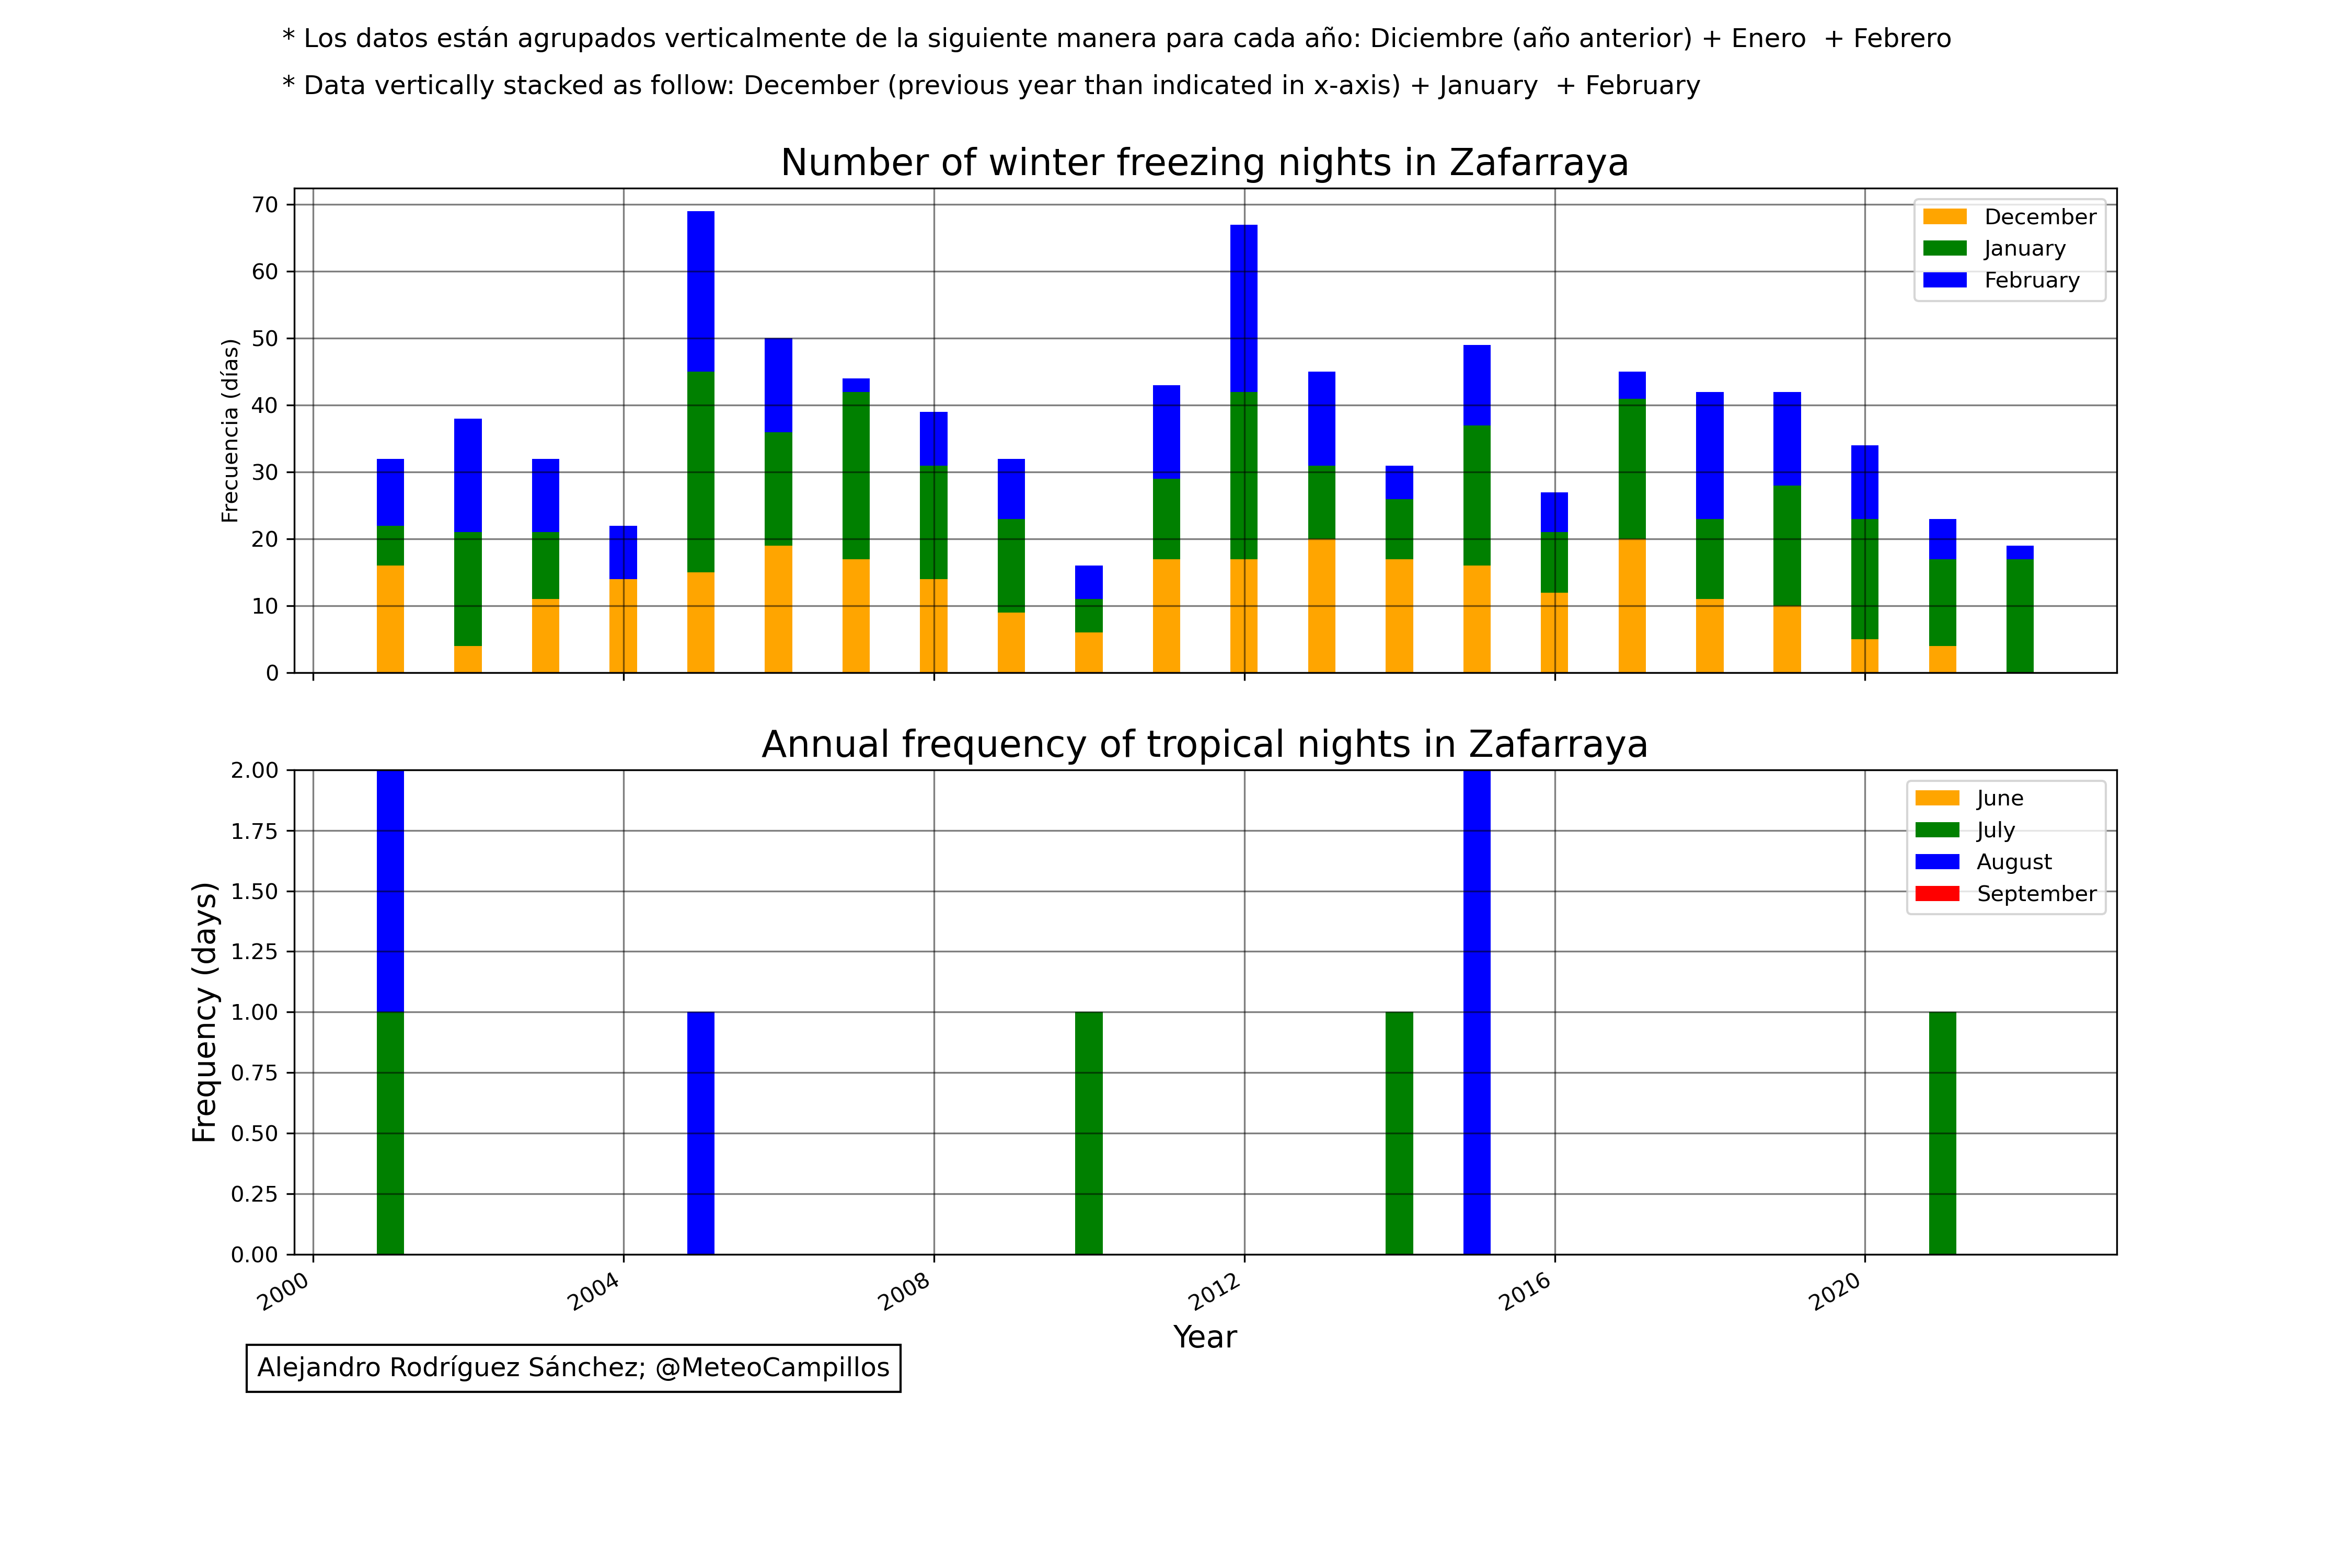 * Los datos están agrupados verticalmente de la siguiente manera para cada año: Diciembre (año anterior) + Enero  + Febrero
* Data vertically stacked as follow: December (previous year than indicated in x-axis) + January  + February
Number of winter freezing nights in Zafarraya
70
60
50
40
30
20
10
0
Frecuencia (días)
December
January
February
Annual frequency of tropical nights in Zafarraya
2.00
1.75
1.50
1.25
1.00
0.75
0.50
0.25
0.00
Frequency (days)
June
July
August
September
2000
2004
2008
2012
2016
2020
Year
Alejandro Rodríguez Sánchez; @MeteoCampillos